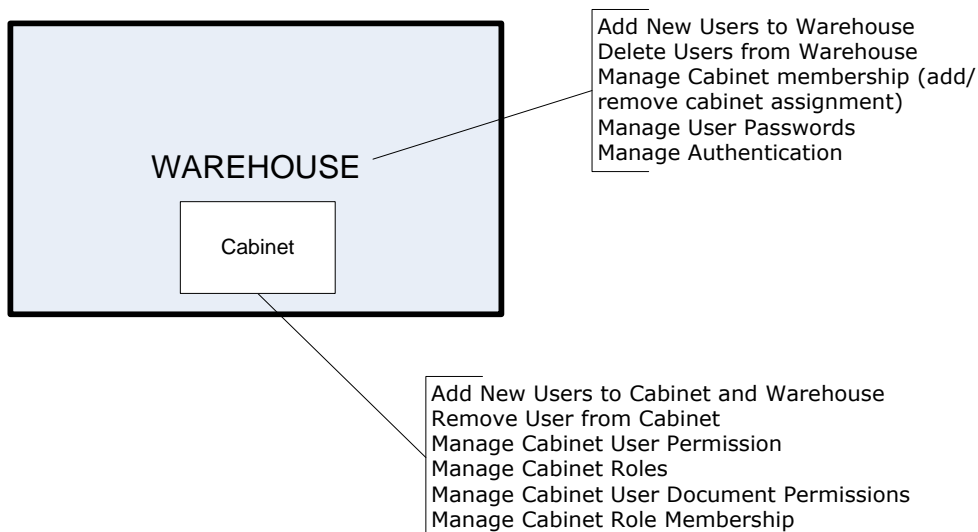 Add New Users to Warehouse
Delete Users from Warehouse
Manage Cabinet membership (add/
remove cabinet assignment)
Manage User Passwords
Manage Authentication
WAREHOUSE
Cabinet
Add New Users to Cabinet and Warehouse
Remove User from Cabinet
Manage Cabinet User Permission
Manage Cabinet Roles
Manage Cabinet User Document Permissions
Manage Cabinet Role Membership